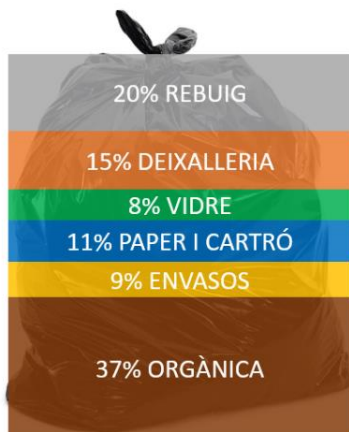 20% REBUIG
15% DEIXALLERIA
8% VIDRE
11% PAPER I CARTRÓ
9% ENVASOS
37% ORGÀNICA